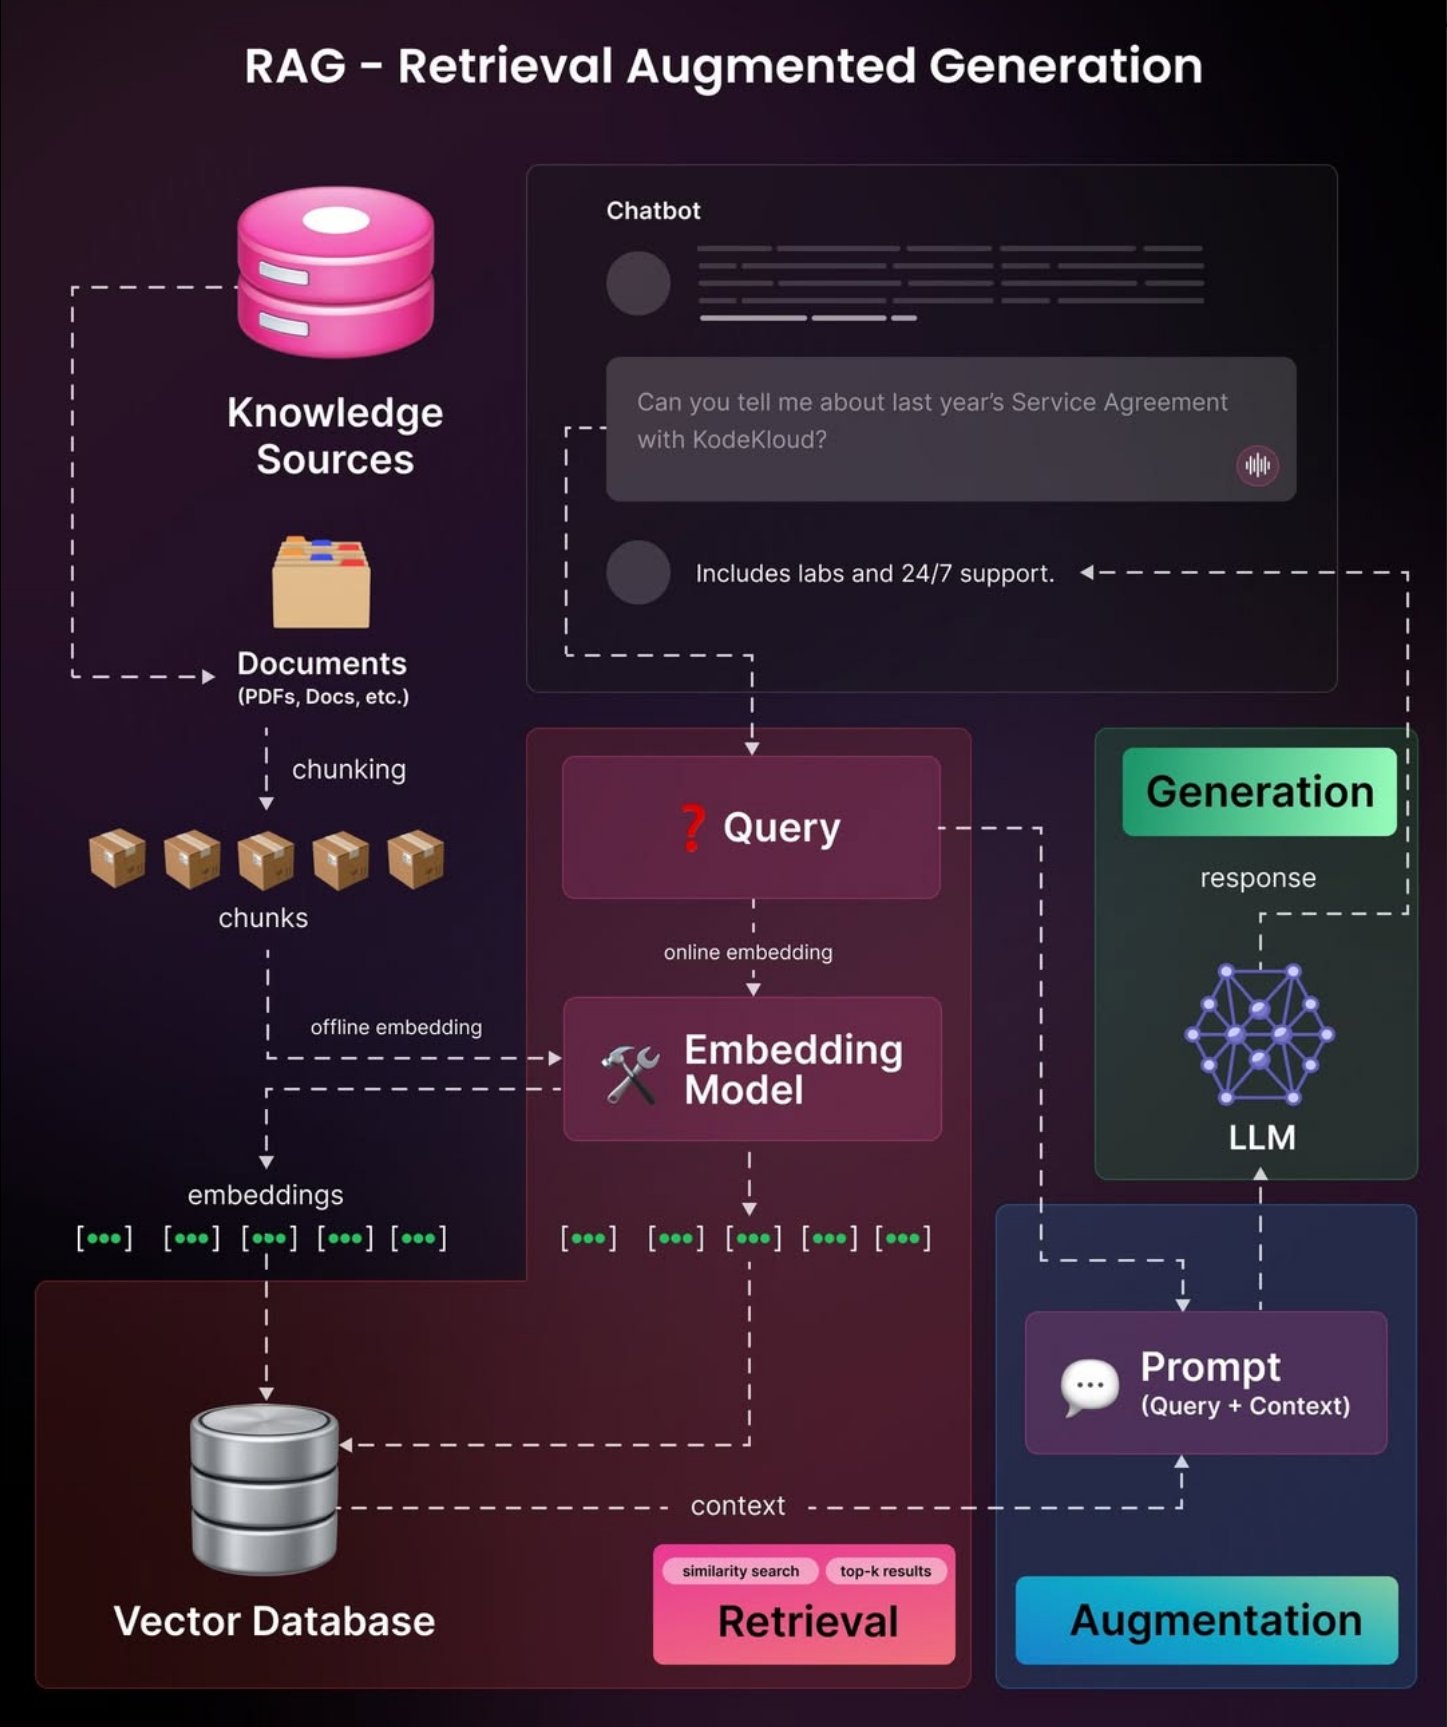 RAG - Retrieval Augmented Generation
Knowledge
Sources
Documents
(PDFs, Docs, etc.)
chunking
chunks
offline embedding
embeddings
[•••] [•••] [•••] [•••] [•••]
Vector Database
Chatbot
Can you tell me about last year's Service Agreement
with KodeKloud?
Includes labs and 24/7 support.
❓ Query
online embedding
Embedding
Model
[•••] [•••] [•••] [•••] [•••]
context
similarity search
top-k results
Retrieval
Generation
response
LLM
Prompt
(Query + Context)
Augmentation